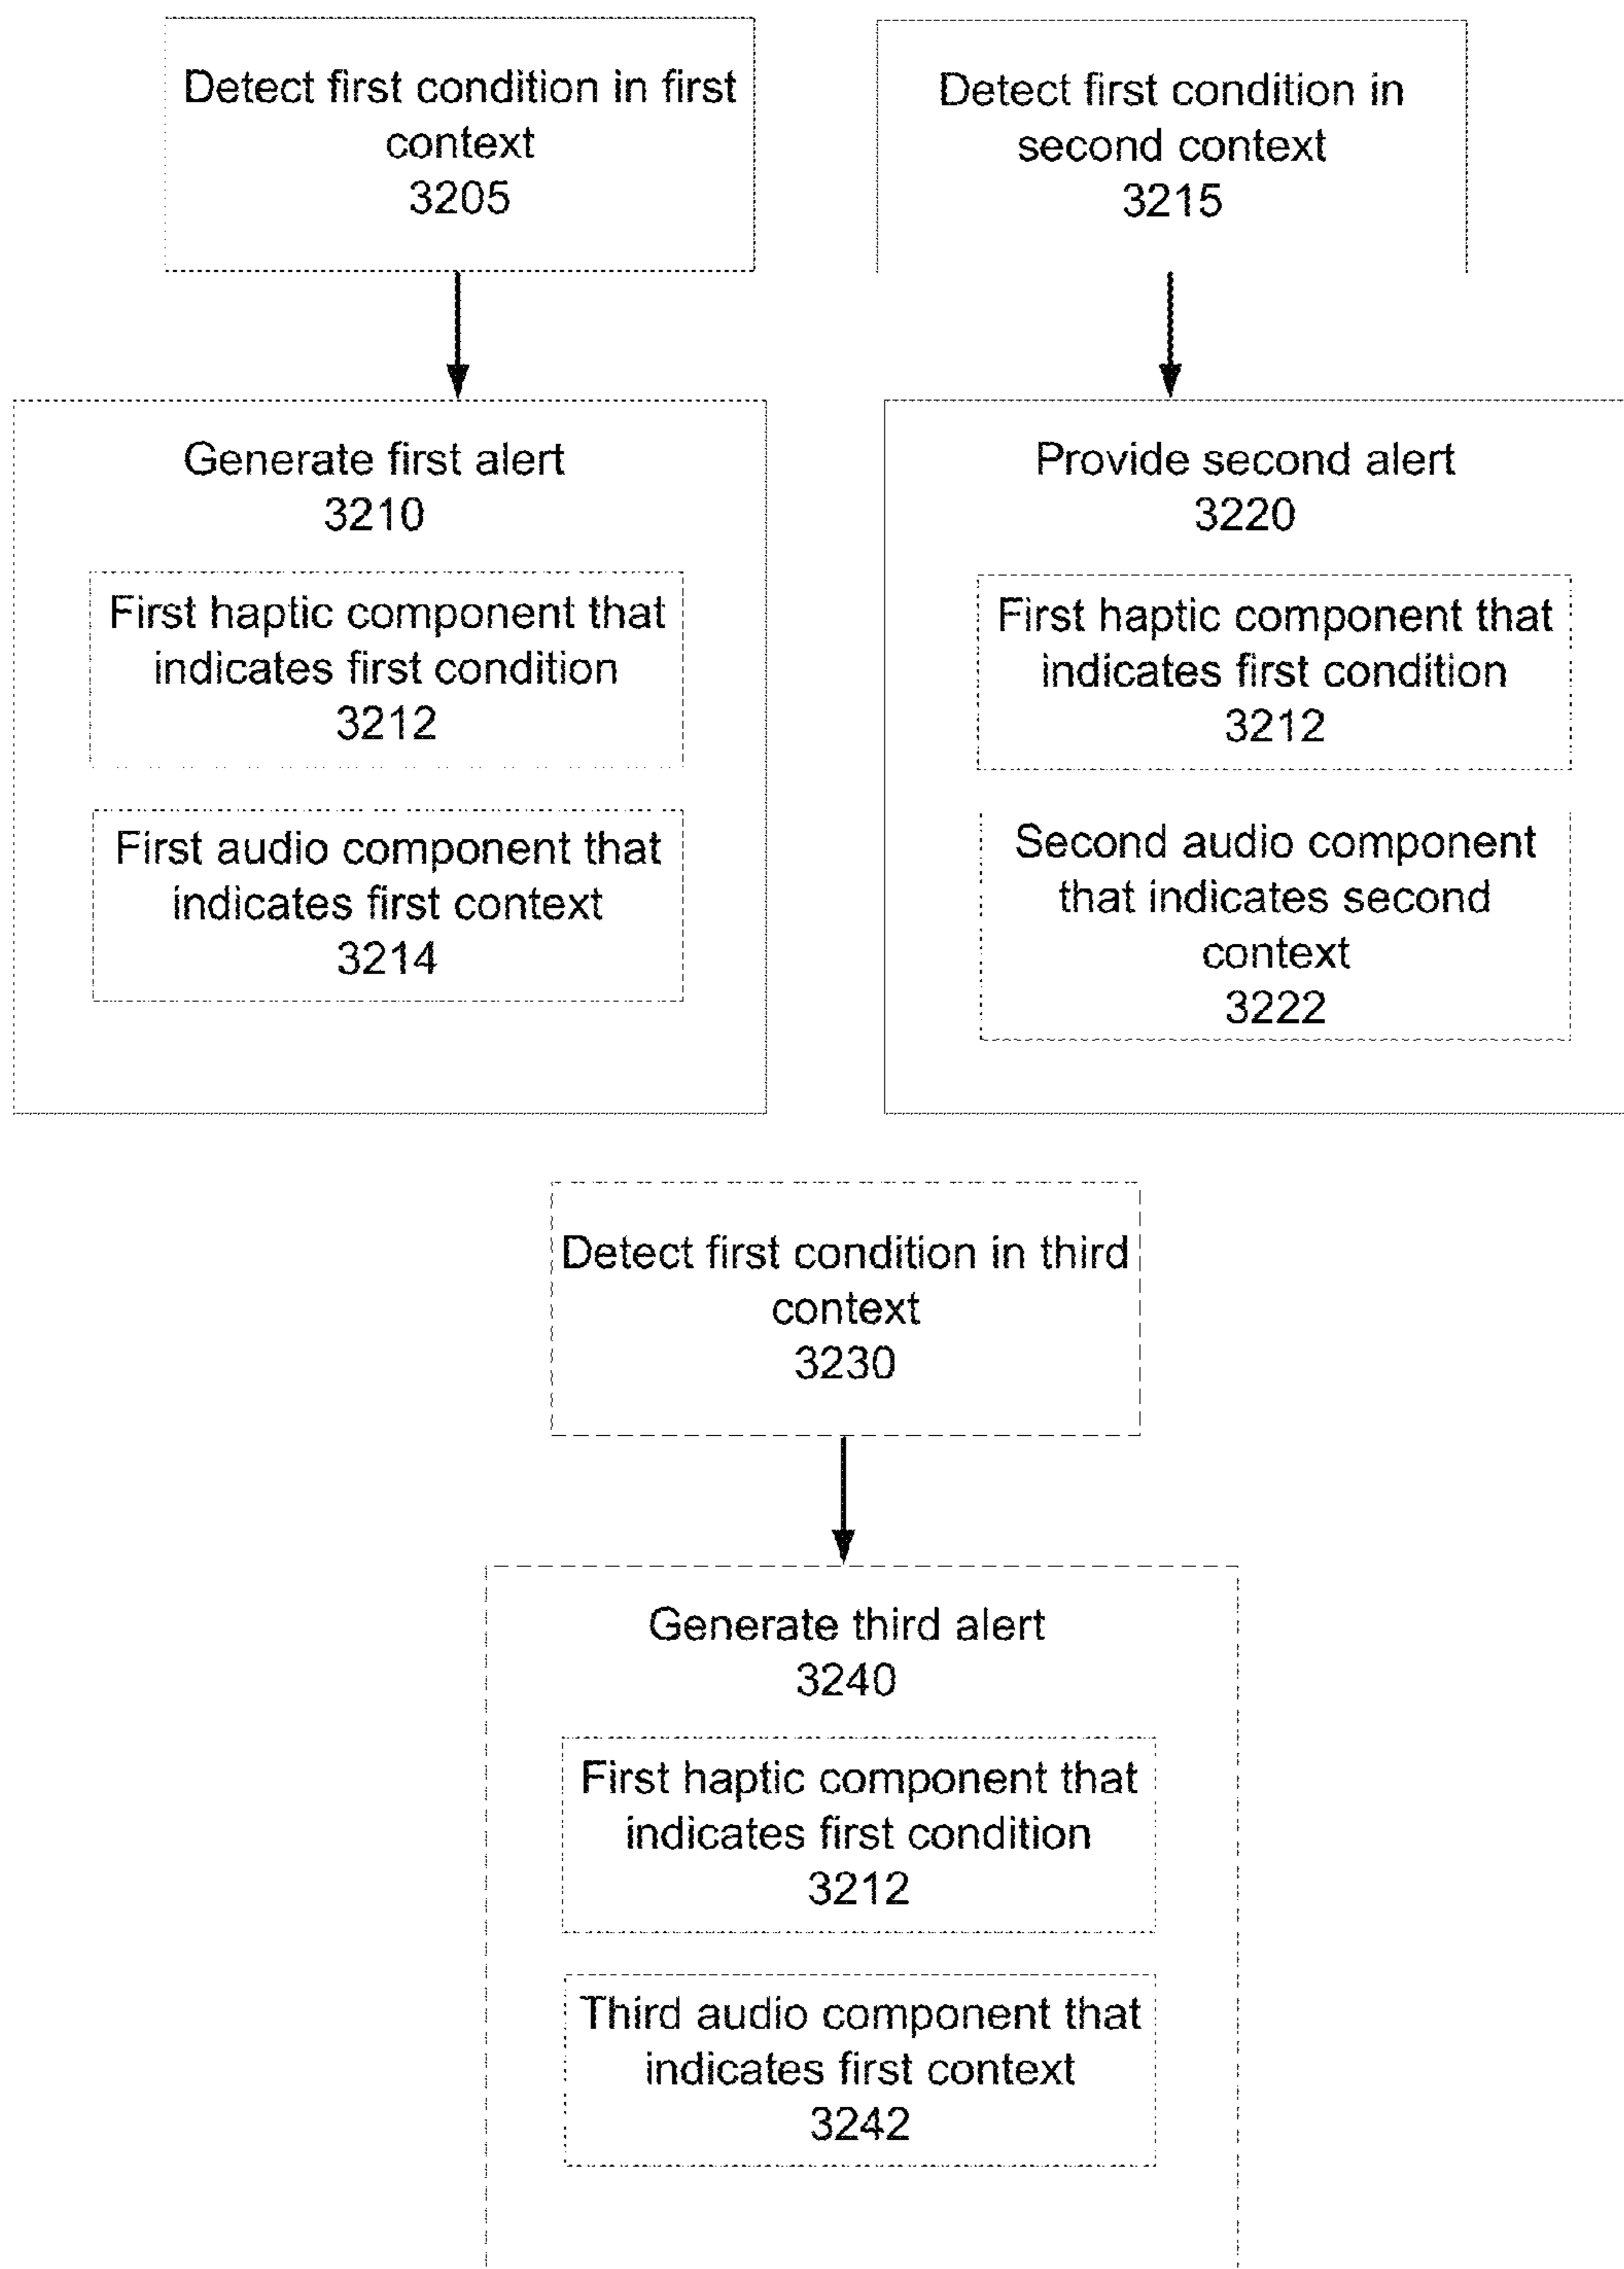 Detect first condition in first
context
3205
Detect first condition in
second context
3215
Generate first alert
3210
First haptic component that
indicates first condition
3212
First audio component that
indicates first context
3214
Provide second alert
3220
First haptic component that
indicates first condition
3212
Second audio component
that indicates second
context
3222
Detect first condition in third
context
3230
Generate third alert
3240
First haptic component that
indicates first condition
3212
Third audio component that
indicates first context
3242